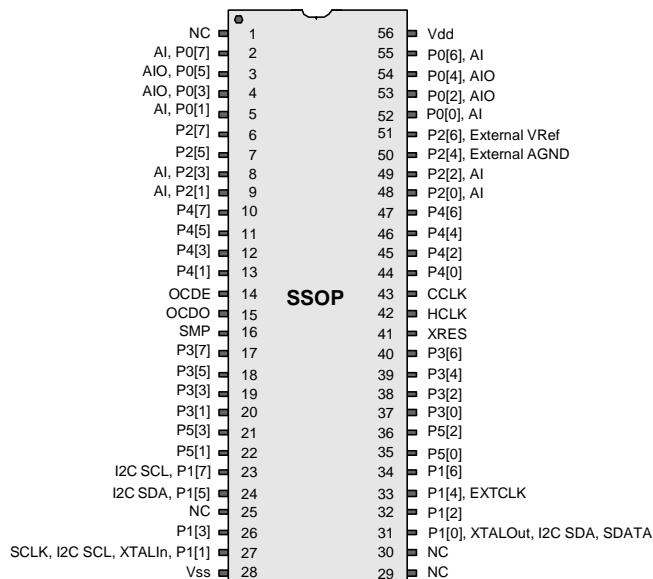 NC 1 56 Vdd
AI, P0[7] 2 55 P0[6], AI
AIO, P0[5] 3 54 P0[4], AIO
AIO, P0[3] 4 53 P0[2], AIO
AI, P0[1] 5 52 P0[0], AI
P2[7] 6 51 P2[6], External VRef
P2[5] 7 50 P2[4], External AGND
AI, P2[3] 8 49 P2[2], AI
AI, P2[1] 9 48 P2[0], AI
P4[7] 10 47 P4[6]
P4[5] 11 46 P4[4]
P4[3] 12 45 P4[2]
P4[1] 13 44 P4[0]
OCDE 14 SSOP 43 CCLK
OCDO 15 42 HCLK
SMP 16 41 XRES
P3[7] 17 40 P3[6]
P3[5] 18 39 P3[4]
P3[3] 19 38 P3[2]
P3[1] 20 37 P3[0]
P5[3] 21 36 P5[2]
P5[1] 22 35 P5[0]
I2C SCL, P1[7] 23 34 P1[6]
I2C SDA, P1[5] 24 33 P1[4], EXTCLK
NC 25 32 P1[2]
P1[3] 26 31 P1[0], XTALOut, I2C SDA, SDATA
SCLK, I2C SCL, XTALIn, P1[1] 27 30 NC
Vss 28 29 NC